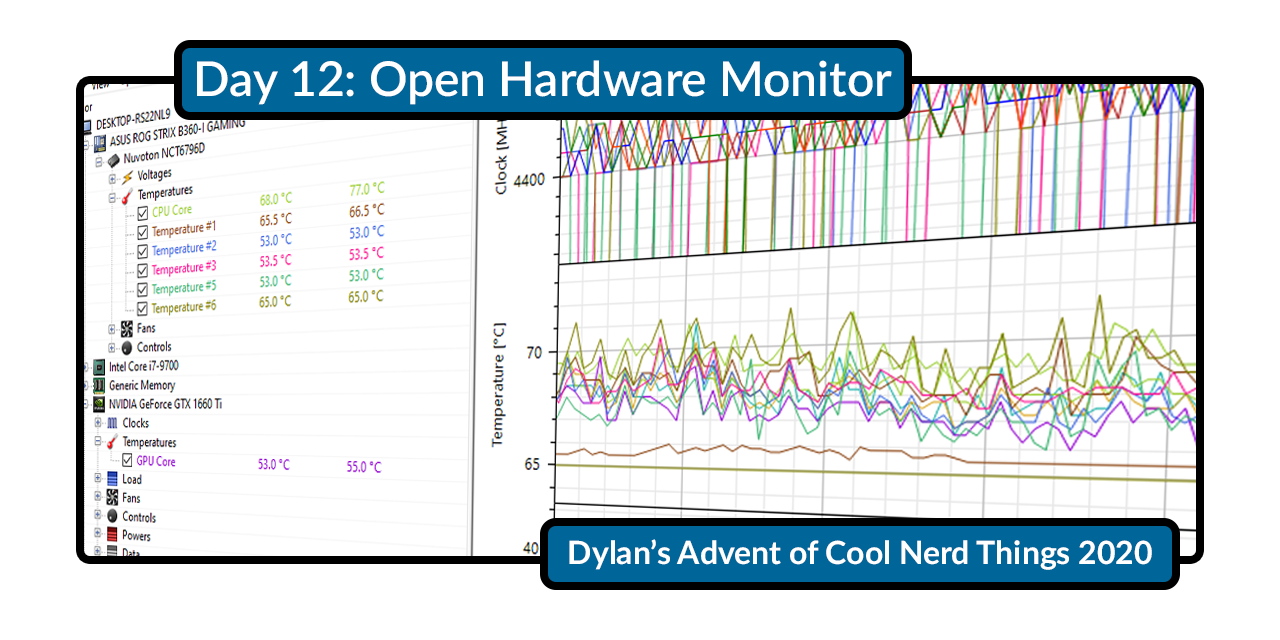 Day 12: Open Hardware Monitor
or
DESKTOP-RS22NL9
ASUS ROG STRIX B360-I GAMING
Nuvoton NCT6796D
Voltages
Temperatures
CPU Core 68.0 °C 77.0 °C
Temperature #1 65.5 °C 66.5 °C
Temperature #2 53.0 °C 53.0 °C
Temperature #3 53.5 °C 53.5 °C
Temperature #5 53.0 °C 53.0 °C
Temperature #6 65.0 °C 65.0 °C
Fans
Controls
Intel Core i7-9700
Generic Memory
NVIDIA GeForce GTX 1660 Ti
Clocks
Temperatures
GPU Core 53.0 °C 55.0 °C
Load
Fans
Controls
Powers
Data
Clock [MH
4400
Temperature [°C]
70
65
40
Dylan’s Advent of Cool Nerd Things 2020